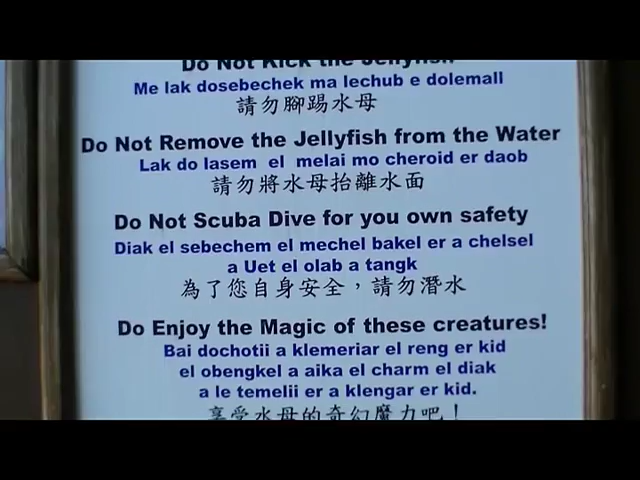 Do Not Kick the Jellyfish
Me lak dosebechek ma lechub e dolemall
請勿腳踢水母
Do Not Remove the Jellyfish from the Water
Lak do lasem el melai mo cheroid er daob
請勿將水母抬離水面
Do Not Scuba Dive for you own safety
Diak el sebechem el mechel bakel er a chelsel
a Uet el olab a tangk
為了您自身安全，請勿潛水
Do Enjoy the Magic of these creatures!
Bai dochotii a klemeriar el reng er kid
el obengkel a aika el charm el diak
a le temelii er a klengar er kid.
享受水母的奇幻魔力吧！